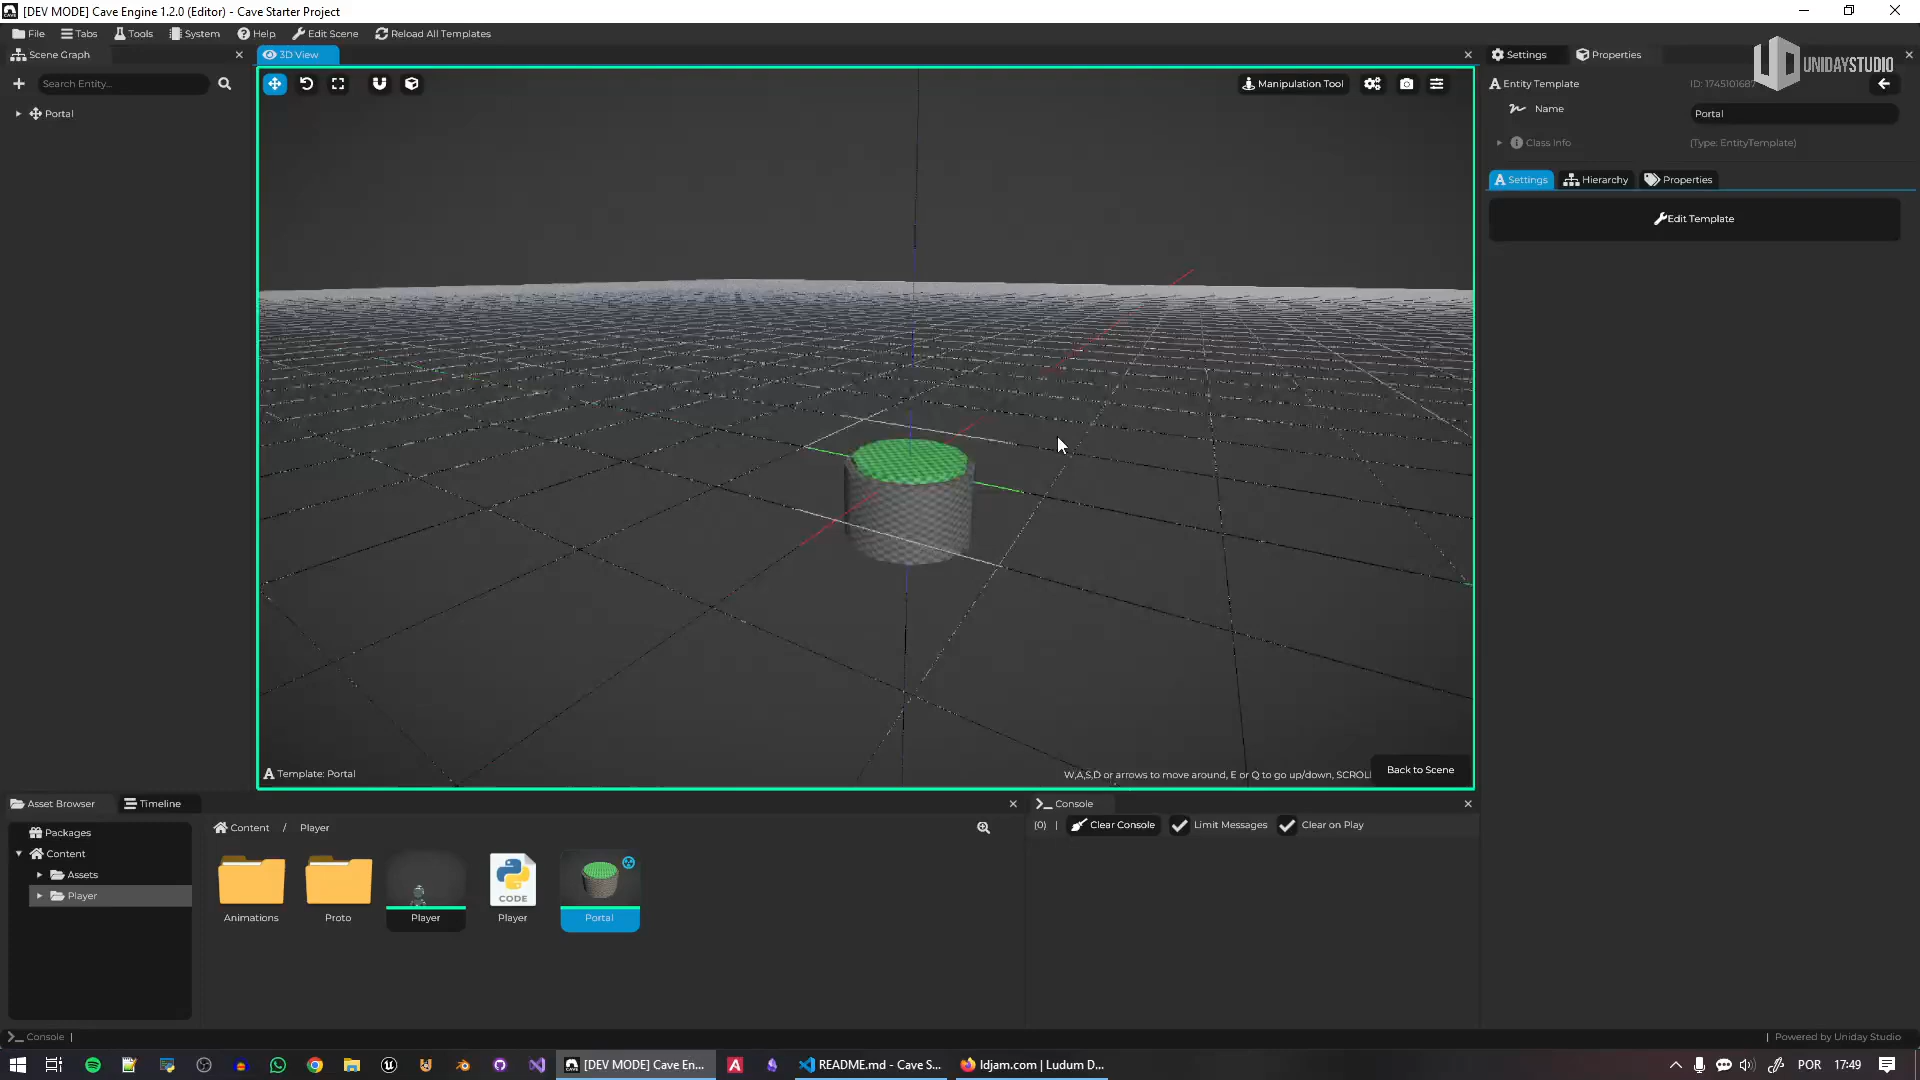 [DEV MODE] Cave Engine 1.2.0 (Editor) - Cave Starter Project
File Tabs Tools System Help Edit Scene Reload All Templates
Scene Graph
Search Entity...
Portal
3D View
Manipulation Tool
Template: Portal
W,A,S,D or arrows to move around, E or Q to go up/down, SCROLL
Back to Scene
Settings Properties
UNIDAYSTUDIO
Entity Template
ID: 1745101687
Name
Portal
Class Info
(Type: EntityTemplate)
Settings Hierarchy Properties
Edit Template
Asset Browser Timeline
Packages
Content
Assets
Player
Content / Player
Animations
Proto
Player
CODE
Player
Portal
Console
(0) | Clear Console Limit Messages Clear on Play
Console |
| Powered by Uniday Studio
[DEV MODE] Cave En...
README.md - Cave S...
ldjam.com | Ludum D...
POR 17:49